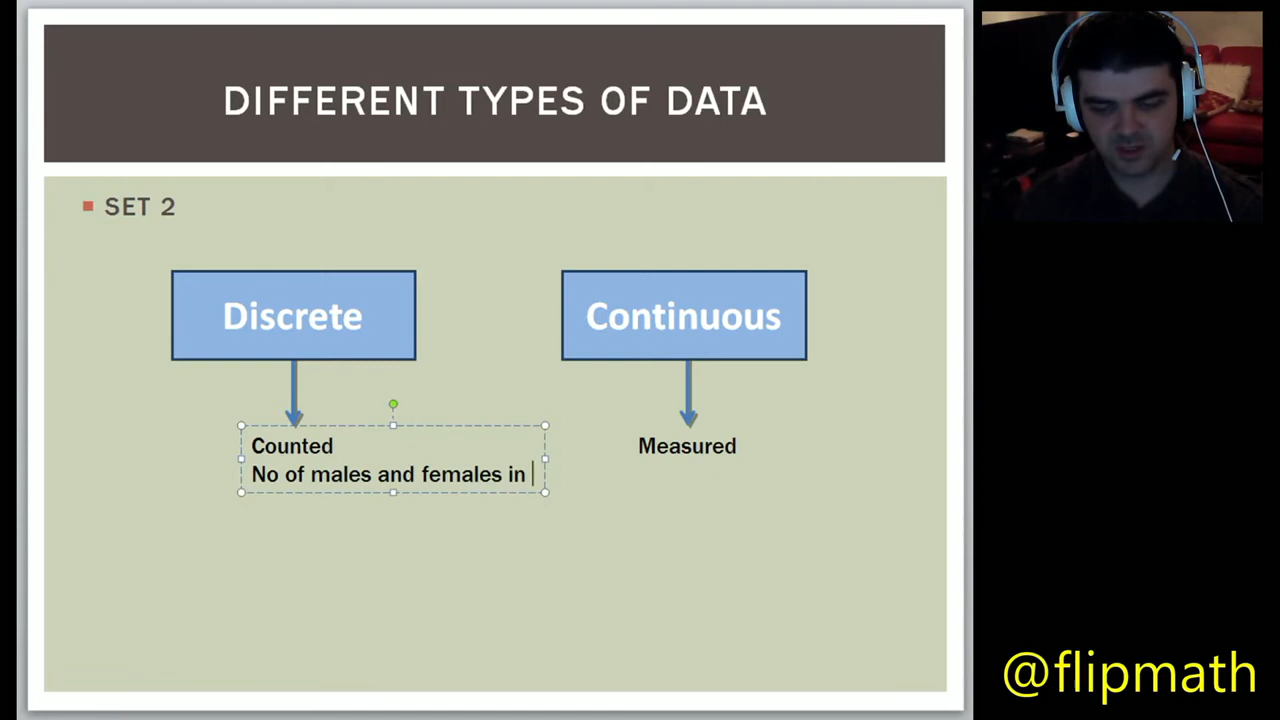 DIFFERENT TYPES OF DATA
SET 2
Discrete
Continuous
Counted
No of males and females in
Measured
@flipmath